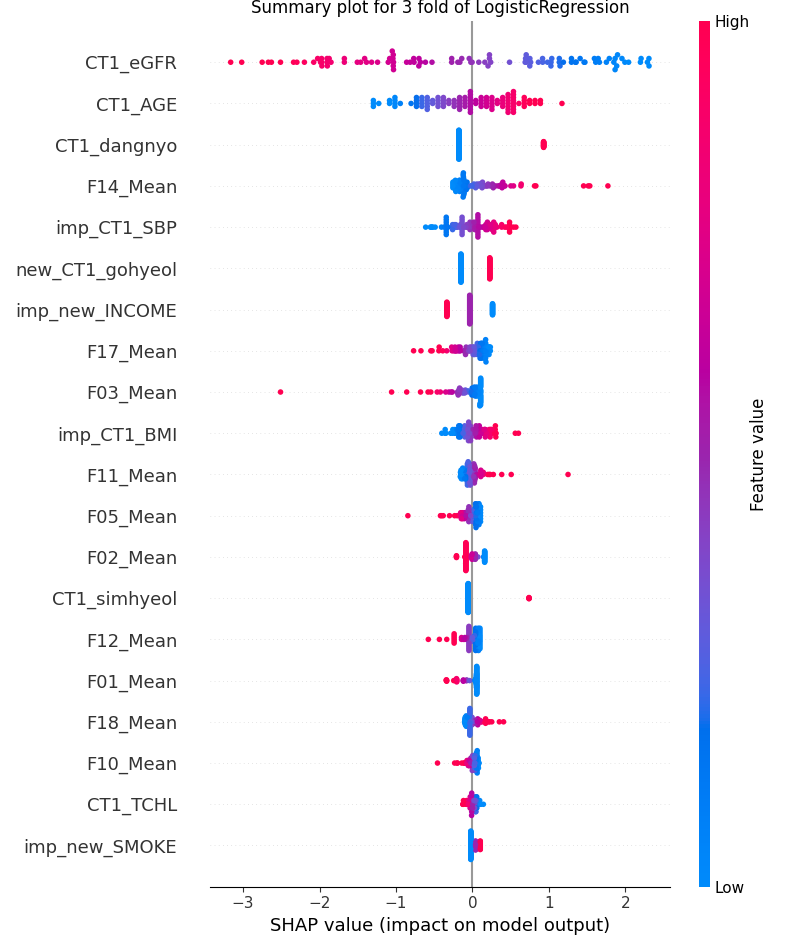 Summary plot for 3 fold of LogisticRegression
High
CT1_eGFR
CT1_AGE
CT1_dangnyo
F14_Mean
imp_CT1_SBP
new_CT1_gohyeol
imp_new_INCOME
F17_Mean
F03_Mean
imp_CT1_BMI
F11_Mean
F05_Mean
F02_Mean
CT1_simhyeol
F12_Mean
F01_Mean
F18_Mean
F10_Mean
CT1_TCHL
imp_new_SMOKE
Feature value
Low
−3 −2 −1 0 1 2
SHAP value (impact on model output)